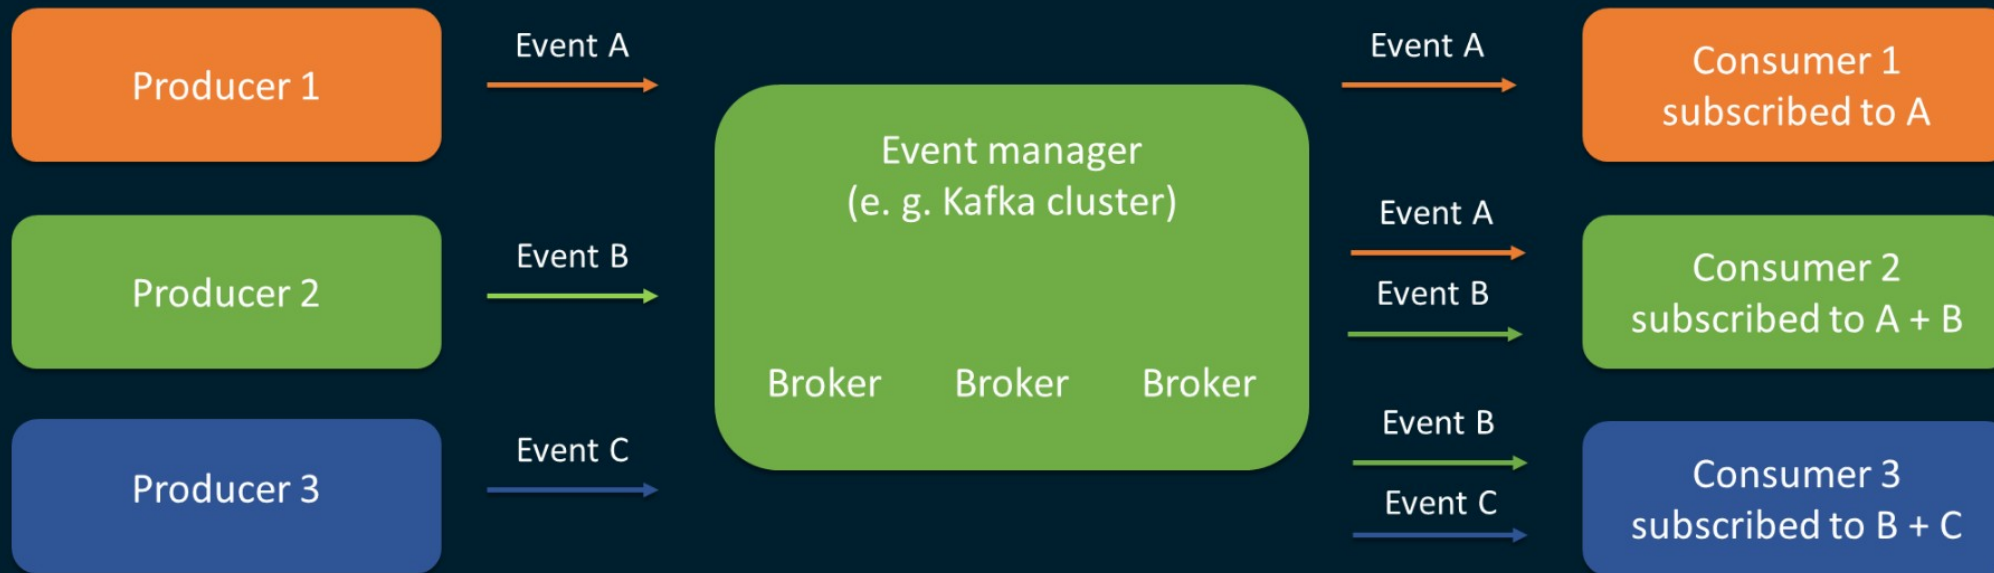 Producer 1
Event A
Producer 2
Event B
Producer 3
Event C
Event manager
(e. g. Kafka cluster)
Broker
Broker
Broker
Event A
Consumer 1
subscribed to A
Event A
Event B
Consumer 2
subscribed to A + B
Event B
Event C
Consumer 3
subscribed to B + C